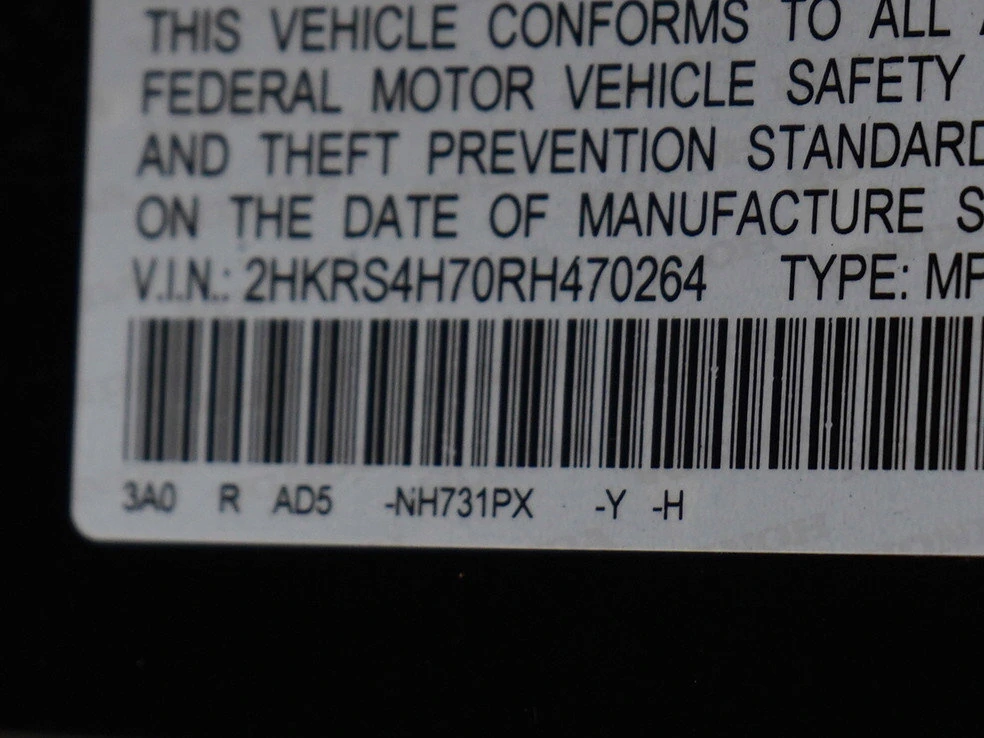 THIS VEHICLE CONFORMS TO ALL
FEDERAL MOTOR VEHICLE SAFETY
AND THEFT PREVENTION STANDARD
ON THE DATE OF MANUFACTURE S
V.I.N.: 2HKRS4H70RH470264 TYPE: MP
3A0 R AD5 -NH731PX -Y -H